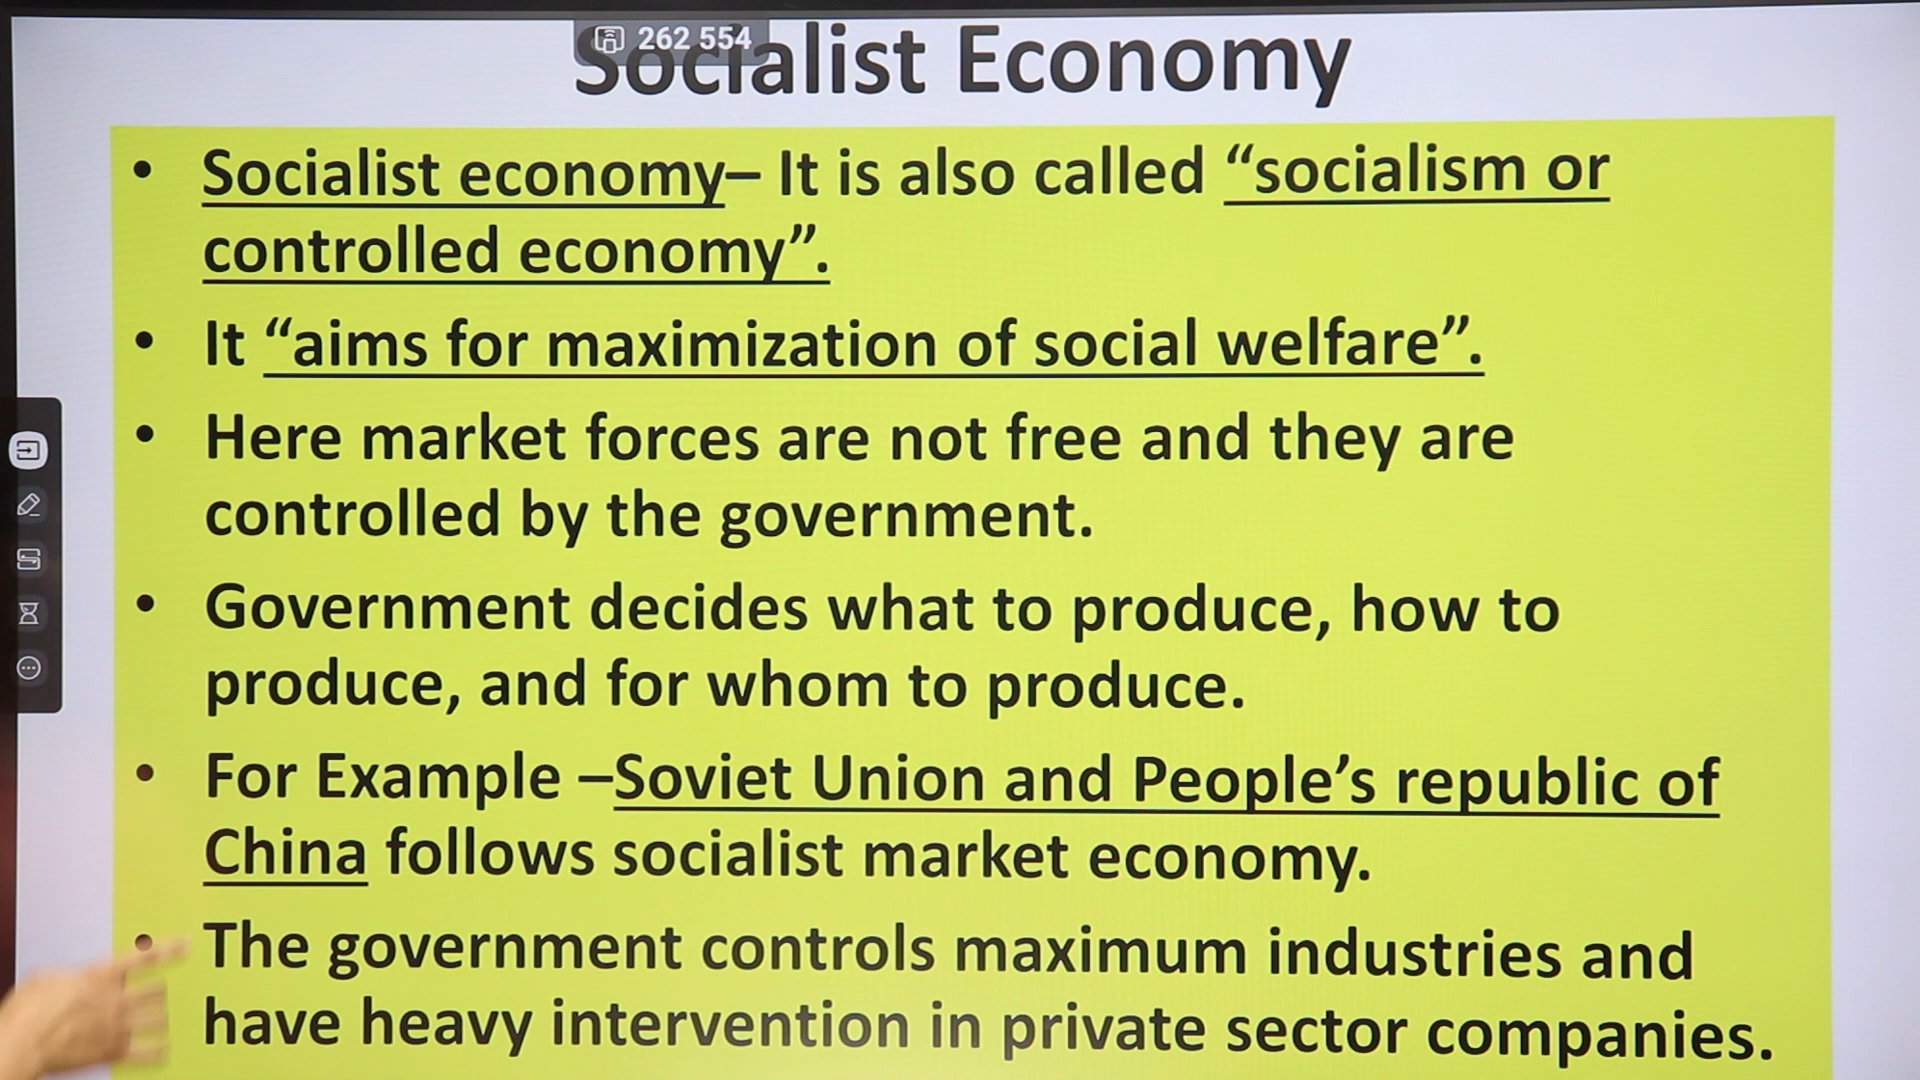 262 554
Socialist Economy
• Socialist economy– It is also called “socialism or
controlled economy”.
• It “aims for maximization of social welfare”.
• Here market forces are not free and they are
controlled by the government.
• Government decides what to produce, how to
produce, and for whom to produce.
• For Example –Soviet Union and People’s republic of
China follows socialist market economy.
• The government controls maximum industries and
have heavy intervention in private sector companies.